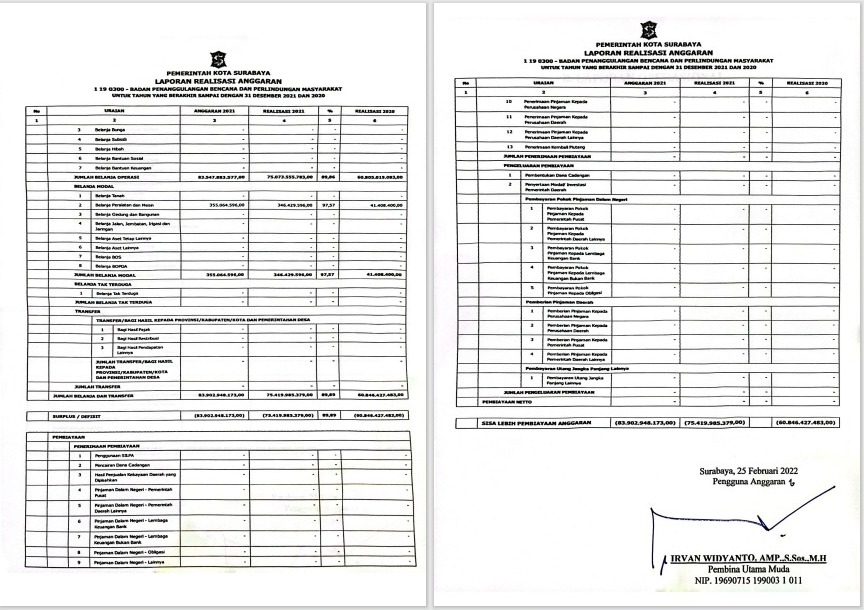 PEMERINTAH KOTA SURABAYA
LAPORAN REALISASI ANGGARAN
1 19 0300 - BADAN PENANGGULANGAN BENCANA DAN PERLINDUNGAN MASYARAKAT
UNTUK TAHUN YANG BERAKHIR SAMPAI DENGAN 31 DESEMBER 2021 DAN 2020
No URAIAN ANGGARAN 2021 REALISASI 2021 % REALISASI 2020
1 2 3 4 5 6
3 Belanja Bunga - - - -
4 Belanja Subsidi - - - -
5 Belanja Hibah - - - -
6 Belanja Bantuan Sosial - - - -
7 Belanja Bantuan Keuangan - - - -
JUMLAH BELANJA OPERASI 83.547.883.577,00 75.073.555.783,00 89,86 60.805.019.083,00
BELANJA MODAL
1 Belanja Tanah - - - -
2 Belanja Peralatan dan Mesin 355.064.596,00 346.429.596,00 97,57 41.408.400,00
3 Belanja Gedung dan Bangunan - - - -
4 Belanja Jalan, Jembatan, Irigasi dan
Jaringan - - - -
5 Belanja Aset Tetap Lainnya - - - -
6 Belanja Aset Lainnya - - - -
7 Belanja BOS - - - -
8 Belanja BOPDA - - - -
JUMLAH BELANJA MODAL 355.064.596,00 346.429.596,00 97,57 41.408.400,00
BELANJA TAK TERDUGA
1 Belanja Tak Terduga - - - -
JUMLAH BELANJA TAK TERDUGA - - - -
TRANSFER
TRANSFER/BAGI HASIL KEPADA PROVINSI/KABUPATEN/KOTA DAN PEMERINTAHAN DESA
1 Bagi Hasil Pajak - - - -
2 Bagi Hasil Restribusi - - - -
3 Bagi Hasil Pendapatan
Lainnya - - - -
JUMLAH TRANSFER/BAGI HASIL
KEPADA
PROVINSI/KABUPATEN/KOTA
DAN PEMERINTAHAN DESA - - - -
JUMLAH TRANSFER - - - -
JUMLAH BELANJA DAN TRANSFER 83.902.948.173,00 75.419.985.379,00 89,89 60.846.427.483,00
SURPLUS / DEFISIT (83.902.948.173,00) (75.419.985.379,00) 89,89 (60.846.427.483,00)
PEMBIAYAAN
PENERIMAAN PEMBIAYAAN
1 Penggunaan SILPA - - - -
2 Pencairan Dana Cadangan - - - -
3 Hasil Penjualan Kekayaan Daerah yang
Dipisahkan - - - -
4 Pinjaman Dalam Negeri - Pemerintah
Pusat - - - -
5 Pinjaman Dalam Negeri - Pemerintah
Daerah Lainnya - - - -
6 Pinjaman Dalam Negeri - Lembaga
Keuangan Bank - - - -
7 Pinjaman Dalam Negeri - Lembaga
Keuangan Bukan Bank - - - -
8 Pinjaman Dalam Negeri - Obligasi - - - -
9 Pinjaman Dalam Negeri - Lainnya - - - -
PEMERINTAH KOTA SURABAYA
LAPORAN REALISASI ANGGARAN
1 19 0300 - BADAN PENANGGULANGAN BENCANA DAN PERLINDUNGAN MASYARAKAT
UNTUK TAHUN YANG BERAKHIR SAMPAI DENGAN 31 DESEMBER 2021 DAN 2020
No URAIAN ANGGARAN 2021 REALISASI 2021 % REALISASI 2020
1 2 3 4 5 6
10 Penerimaan Pinjaman Kepada
Perusahaan Negara - - - -
11 Penerimaan Pinjaman Kepada
Perusahaan Daerah - - - -
12 Penerimaan Pinjaman Kepada
Pemerintah Daerah Lainnya - - - -
13 Penerimaan Kembali Piutang - - - -
JUMLAH PENERIMAAN PEMBIAYAAN - - - -
PENGELUARAN PEMBIAYAAN
1 Pembentukan Dana Cadangan - - - -
2 Penyertaan Modal/ Investasi
Pemerintah Daerah - - - -
Pembayaran Pokok Pinjaman Dalam Negeri
1 Pembayaran Pokok
Pinjaman Kepada
Pemerintah Pusat - - - -
2 Pembayaran Pokok
Pinjaman Kepada
Pemerintah Daerah Lainnya - - - -
3 Pembayaran Pokok
Pinjaman Kepada Lembaga
Keuangan Bank - - - -
4 Pembayaran Pokok
Pinjaman Kepada Lembaga
Keuangan Bukan Bank - - - -
5 Pembayaran Pokok
Pinjaman Kepada Obligasi - - - -
Pemberian Pinjaman Daerah
1 Pemberian Pinjaman Kepada
Perusahaan Negara - - - -
2 Pemberian Pinjaman Kepada
Perusahaan Daerah - - - -
3 Pemberian Pinjaman Kepada
Pemerintah Pusat - - - -
4 Pemberian Pinjaman Kepada
Pemerintah Daerah Lainnya - - - -
Pembayaran Utang Jangka Panjang Lainnya
1 Pembayaran Utang Jangka
Panjang Lainnya - - - -
JUMLAH PENGELUARAN PEMBIAYAAN - - - -
PEMBIAYAAN NETTO - - - -
SISA LEBIH PEMBIAYAAN ANGGARAN (83.902.948.173,00) (75.419.985.379,00) (60.846.427.483,00)
Surabaya, 25 Februari 2022
Pengguna Anggaran
IRVAN WIDYANTO, AMP.,S.Sos.,M.H
Pembina Utama Muda
NIP. 19690715 199003 1 011